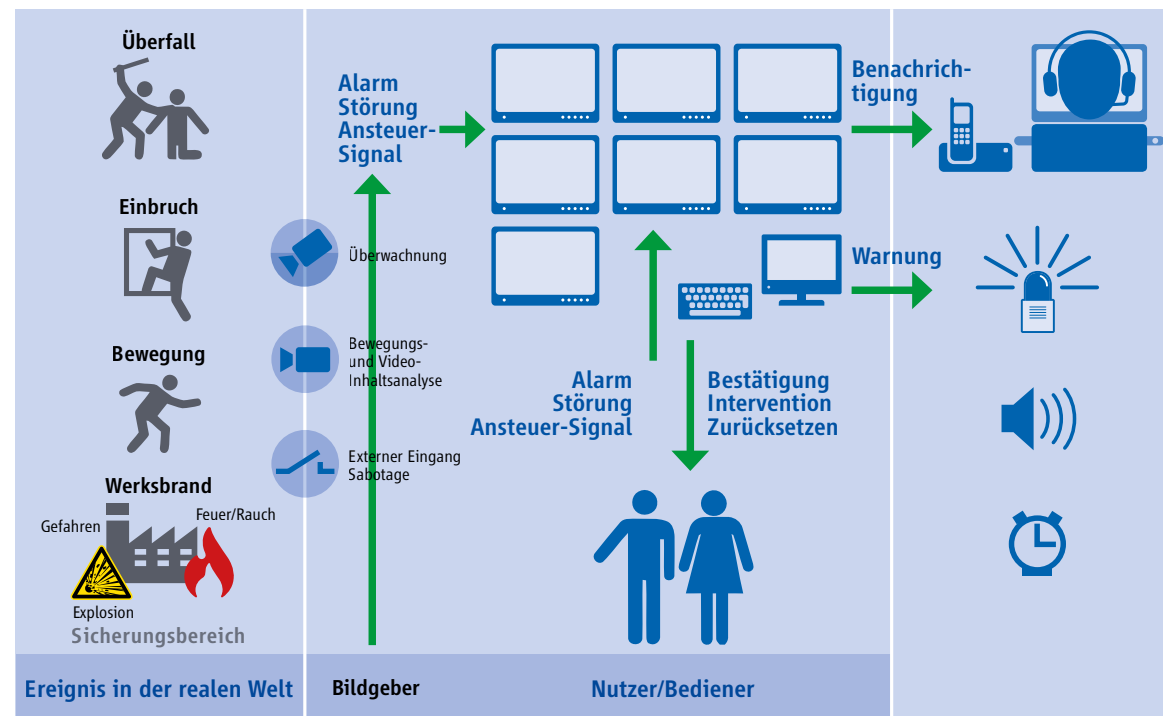 Überfall
Einbruch
Bewegung
Werksbrand
Gefahren
Feuer/Rauch
Explosion
Sicherungsbereich
Ereignis in der realen Welt
Alarm
Störung
Ansteuer-
Signal
Überwachnung
Bewegungs-
und Video-
Inhaltsanalyse
Externer Eingang
Sabotage
Bildgeber
Alarm
Störung
Ansteuer-Signal
Bestätigung
Intervention
Zurücksetzen
Nutzer/Bediener
Benachrich-
tigung
Warnung